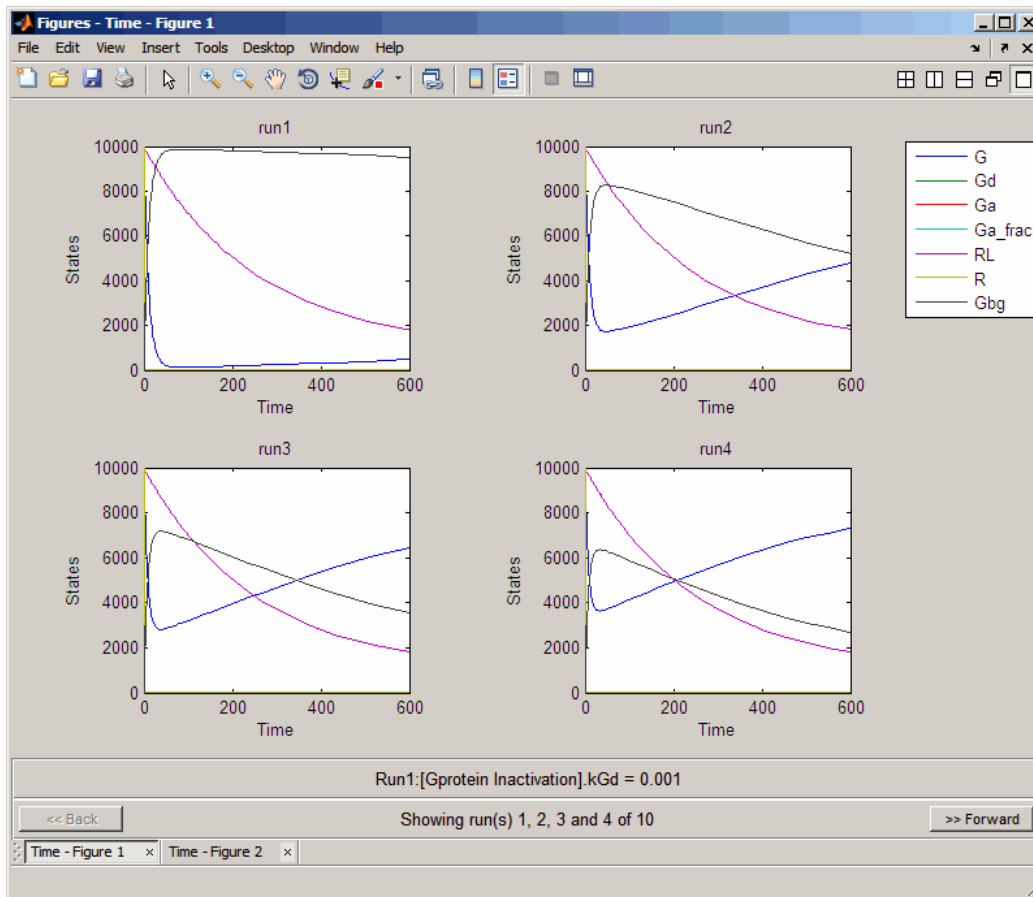 Figures - Time - Figure 1
File Edit View Insert Tools Desktop Window Help
run1
10000
8000
6000
4000
2000
0
States
0 200 400 600
Time
run2
10000
8000
6000
4000
2000
0
States
0 200 400 600
Time
G
Gd
Ga
Ga_frac
RL
R
Gbg
run3
10000
8000
6000
4000
2000
0
States
0 200 400 600
Time
run4
10000
8000
6000
4000
2000
0
States
0 200 400 600
Time
Run1:[Gprotein Inactivation].kGd = 0.001
<< Back Showing run(s) 1, 2, 3 and 4 of 10 >> Forward
Time - Figure 1 × Time - Figure 2 ×